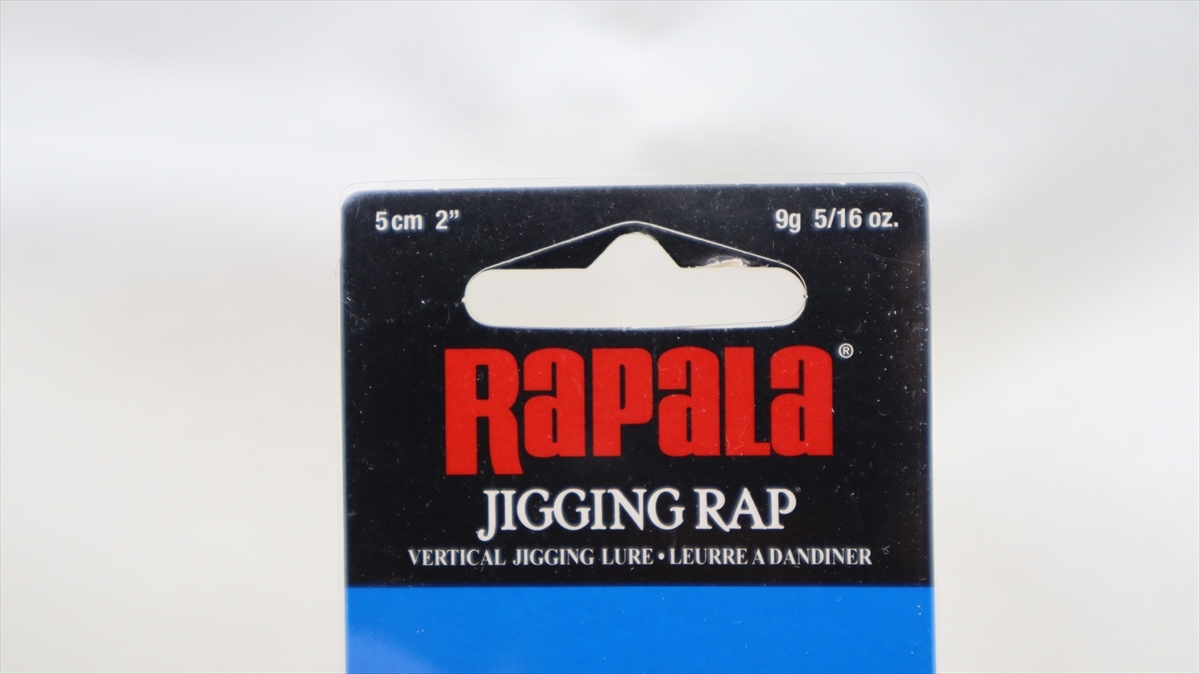 5cm 2” 9g 5/16 oz.
RAPALA®
JIGGING RAP
VERTICAL JIGGING LURE • LEURRE A DANDINER